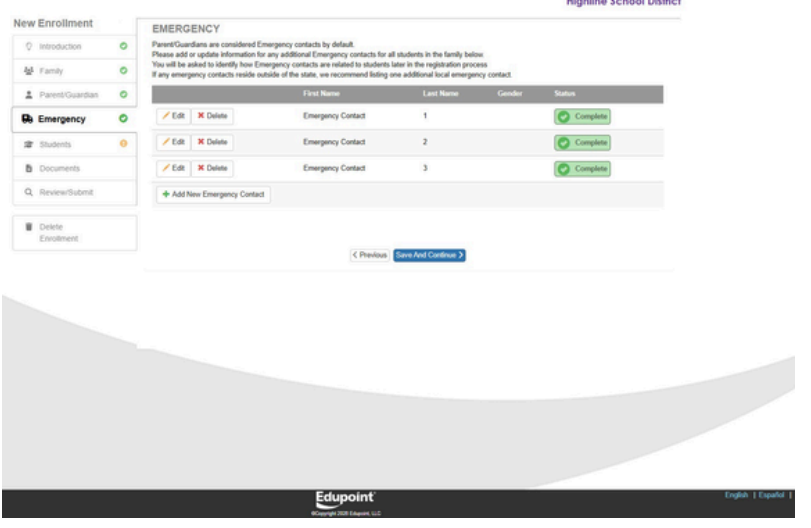 Highline School District
New Enrollment
Introduction
Family
Parent/Guardian
Emergency
Students
Documents
Review/Submit
Delete
Enrollment
EMERGENCY
Parent/Guardians are considered Emergency contacts by default.
Please add or update information for any additional Emergency contacts for all students in the family below
You will be asked to identify how Emergency contacts are related to students later in the registration process
If any emergency contacts reside outside of the state, we recommend listing one additional local emergency contact.
First Name Last Name Gender Status
Edit Delete Emergency Contact 1 Complete
Edit Delete Emergency Contact 2 Complete
Edit Delete Emergency Contact 3 Complete
Add New Emergency Contact
Previous Save And Continue
Edupoint
©Copyright 2020 Edupoint, LLC
English | Español |